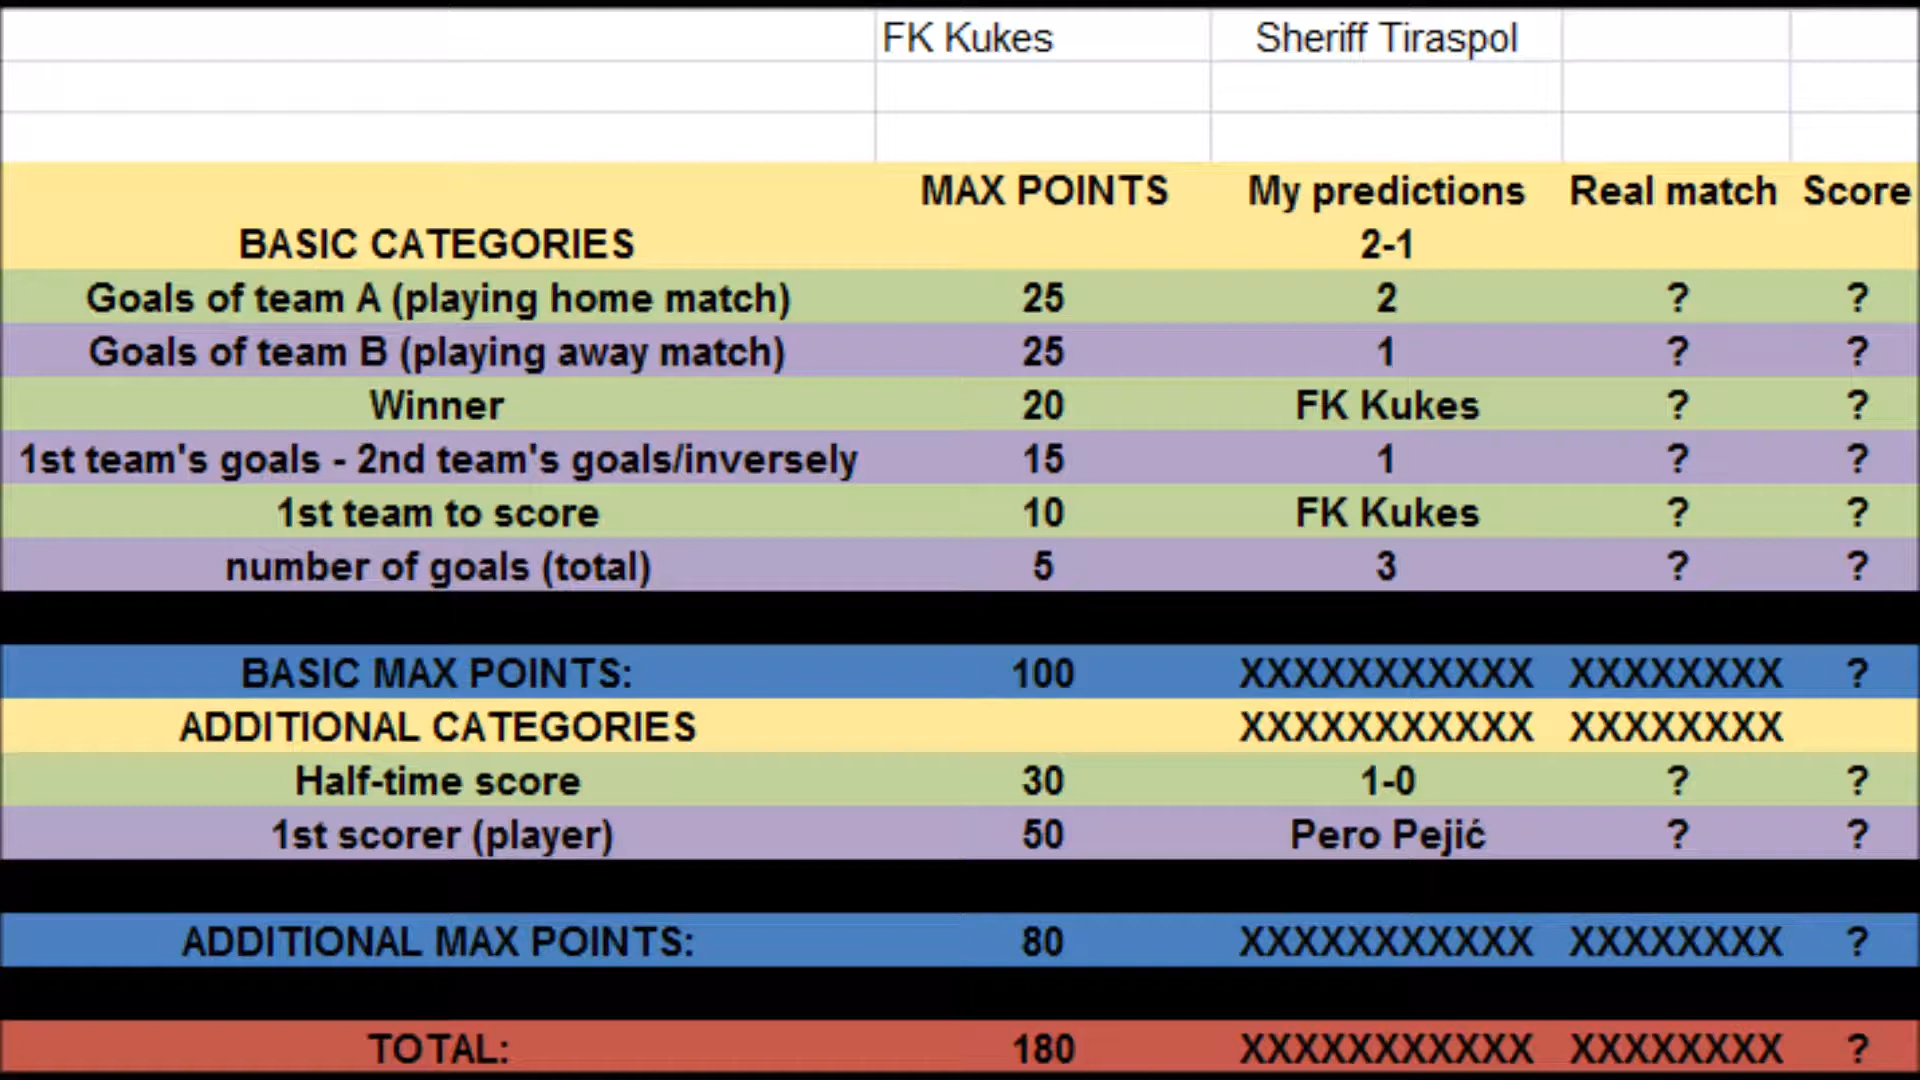 FK Kukes Sheriff Tiraspol
MAX POINTS My predictions Real match Score
BASIC CATEGORIES 2-1
Goals of team A (playing home match) 25 2 ? ?
Goals of team B (playing away match) 25 1 ? ?
Winner 20 FK Kukes ? ?
1st team's goals - 2nd team's goals/inversely 15 1 ? ?
1st team to score 10 FK Kukes ? ?
number of goals (total) 5 3 ? ?
BASIC MAX POINTS: 100 XXXXXXXXXXX XXXXXXXX ?
ADDITIONAL CATEGORIES XXXXXXXXXXX XXXXXXXX
Half-time score 30 1-0 ? ?
1st scorer (player) 50 Pero Pejić ? ?
ADDITIONAL MAX POINTS: 80 XXXXXXXXXXX XXXXXXXX ?
TOTAL: 180 XXXXXXXXXXX XXXXXXXX ?